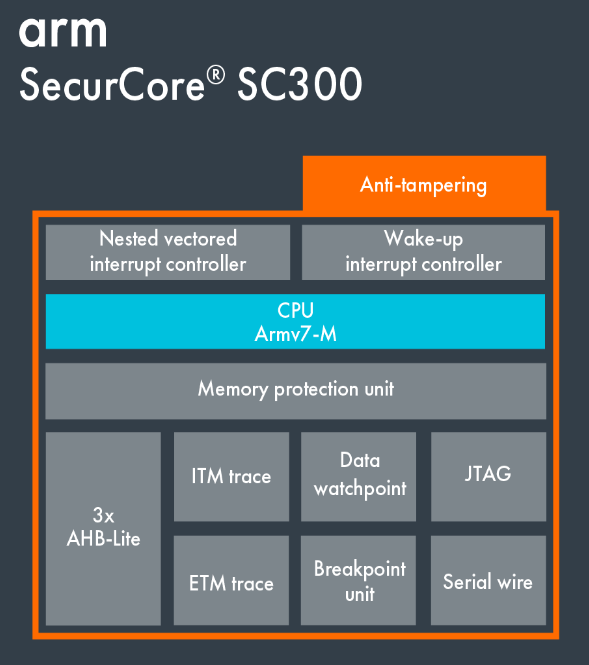 arm
SecurCore® SC300
Anti-tampering
Nested vectored
interrupt controller
Wake-up
interrupt controller
CPU
Armv7-M
Memory protection unit
3x
AHB-Lite
ITM trace
Data
watchpoint
JTAG
ETM trace
Breakpoint
unit
Serial wire